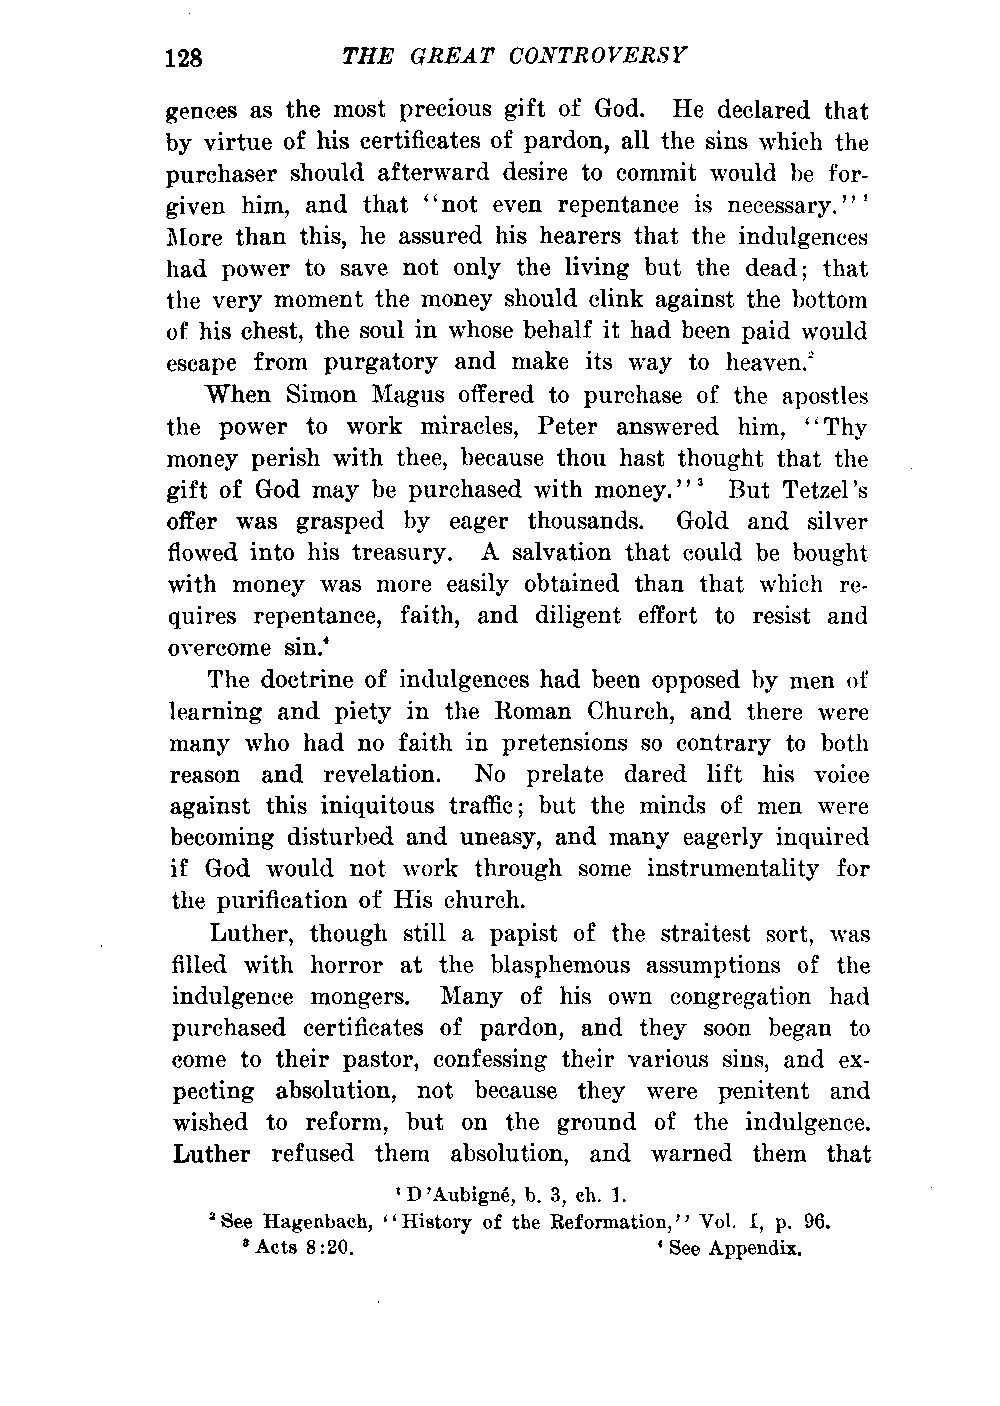 128 THE GREAT CONTROVERSY
gences as the most precious gift of God. He declared that
by virtue of his certificates of pardon, all the sins which the
purchaser should afterward desire to commit would be for-
given him, and that ‘‘not even repentance is necessary.’’¹
More than this, he assured his hearers that the indulgences
had power to save not only the living but the dead; that
the very moment the money should clink against the bottom
of his chest, the soul in whose behalf it had been paid would
escape from purgatory and make its way to heaven.²
When Simon Magus offered to purchase of the apostles
the power to work miracles, Peter answered him, ‘‘Thy
money perish with thee, because thou hast thought that the
gift of God may be purchased with money.’’³ But Tetzel’s
offer was grasped by eager thousands. Gold and silver
flowed into his treasury. A salvation that could be bought
with money was more easily obtained than that which re-
quires repentance, faith, and diligent effort to resist and
overcome sin.⁴
The doctrine of indulgences had been opposed by men of
learning and piety in the Roman Church, and there were
many who had no faith in pretensions so contrary to both
reason and revelation. No prelate dared lift his voice
against this iniquitous traffic; but the minds of men were
becoming disturbed and uneasy, and many eagerly inquired
if God would not work through some instrumentality for
the purification of His church.
Luther, though still a papist of the straitest sort, was
filled with horror at the blasphemous assumptions of the
indulgence mongers. Many of his own congregation had
purchased certificates of pardon, and they soon began to
come to their pastor, confessing their various sins, and ex-
pecting absolution, not because they were penitent and
wished to reform, but on the ground of the indulgence.
Luther refused them absolution, and warned them that
¹ D’Aubigné, b. 3, ch. 1.
² See Hagenbach, ‘‘History of the Reformation,’’ Vol. I, p. 96.
³ Acts 8:20. ⁴ See Appendix.